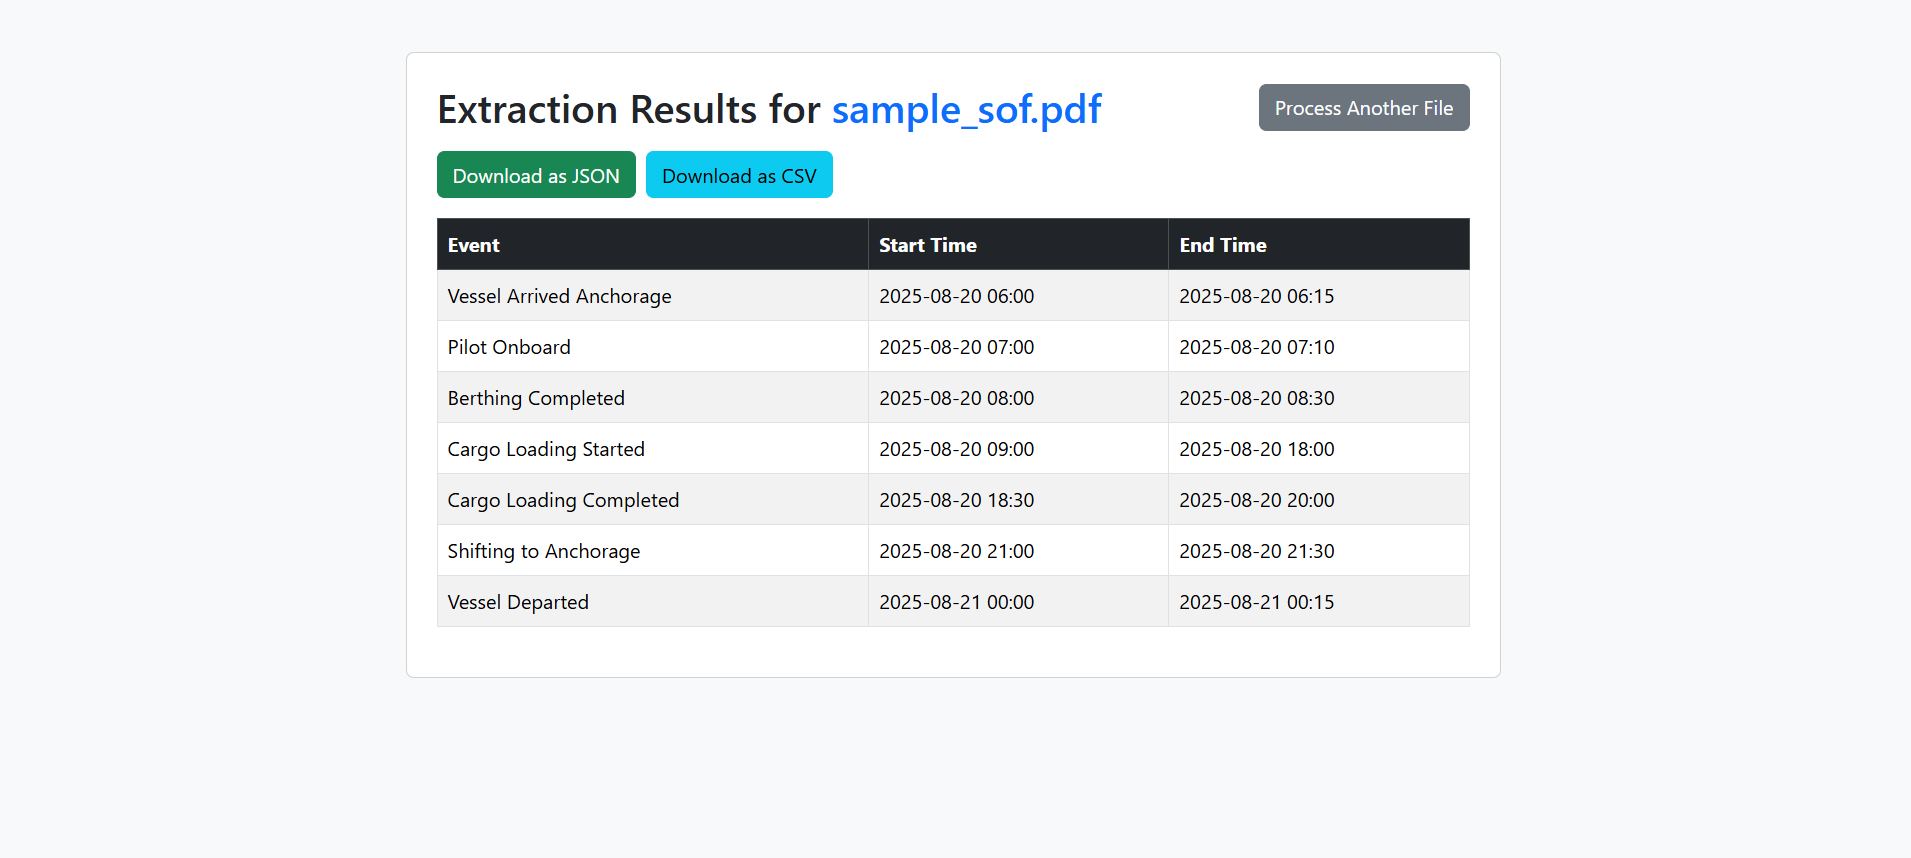 Extraction Results for sample_sof.pdf
Process Another File
Download as JSON Download as CSV
Event Start Time End Time
Vessel Arrived Anchorage 2025-08-20 06:00 2025-08-20 06:15
Pilot Onboard 2025-08-20 07:00 2025-08-20 07:10
Berthing Completed 2025-08-20 08:00 2025-08-20 08:30
Cargo Loading Started 2025-08-20 09:00 2025-08-20 18:00
Cargo Loading Completed 2025-08-20 18:30 2025-08-20 20:00
Shifting to Anchorage 2025-08-20 21:00 2025-08-20 21:30
Vessel Departed 2025-08-21 00:00 2025-08-21 00:15